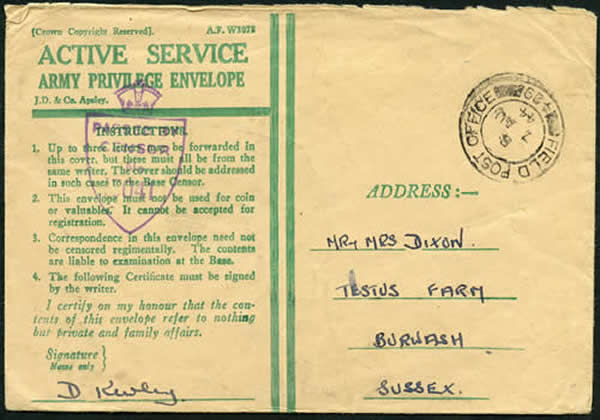 [Crown Copyright Reserved]. A.F. W3078
ACTIVE SERVICE
ARMY PRIVILEGE ENVELOPE
J.D. & Co. Apsley.
INSTRUCTIONS.
1. Up to three letters may be forwarded in
this cover, but these must all be from the
same writer. The cover should be addressed
in such cases to the Base Censor.
2. This envelope must not be used for coin
or valuables. It cannot be accepted for
registration.
3. Correspondence in this envelope need not
be censored regimentally. The contents
are liable to examination at the Base.
4. The following Certificate must be signed
by the writer.
I certify on my honour that the con-
tents of this envelope refer to nothing
but private and family affairs.
Signature }
Name only }
D
CENSOR
FIELD POST OFFICE
44
ADDRESS:—
MR, MRS DIXON.
FARM
BURWASH
SUSSEX.